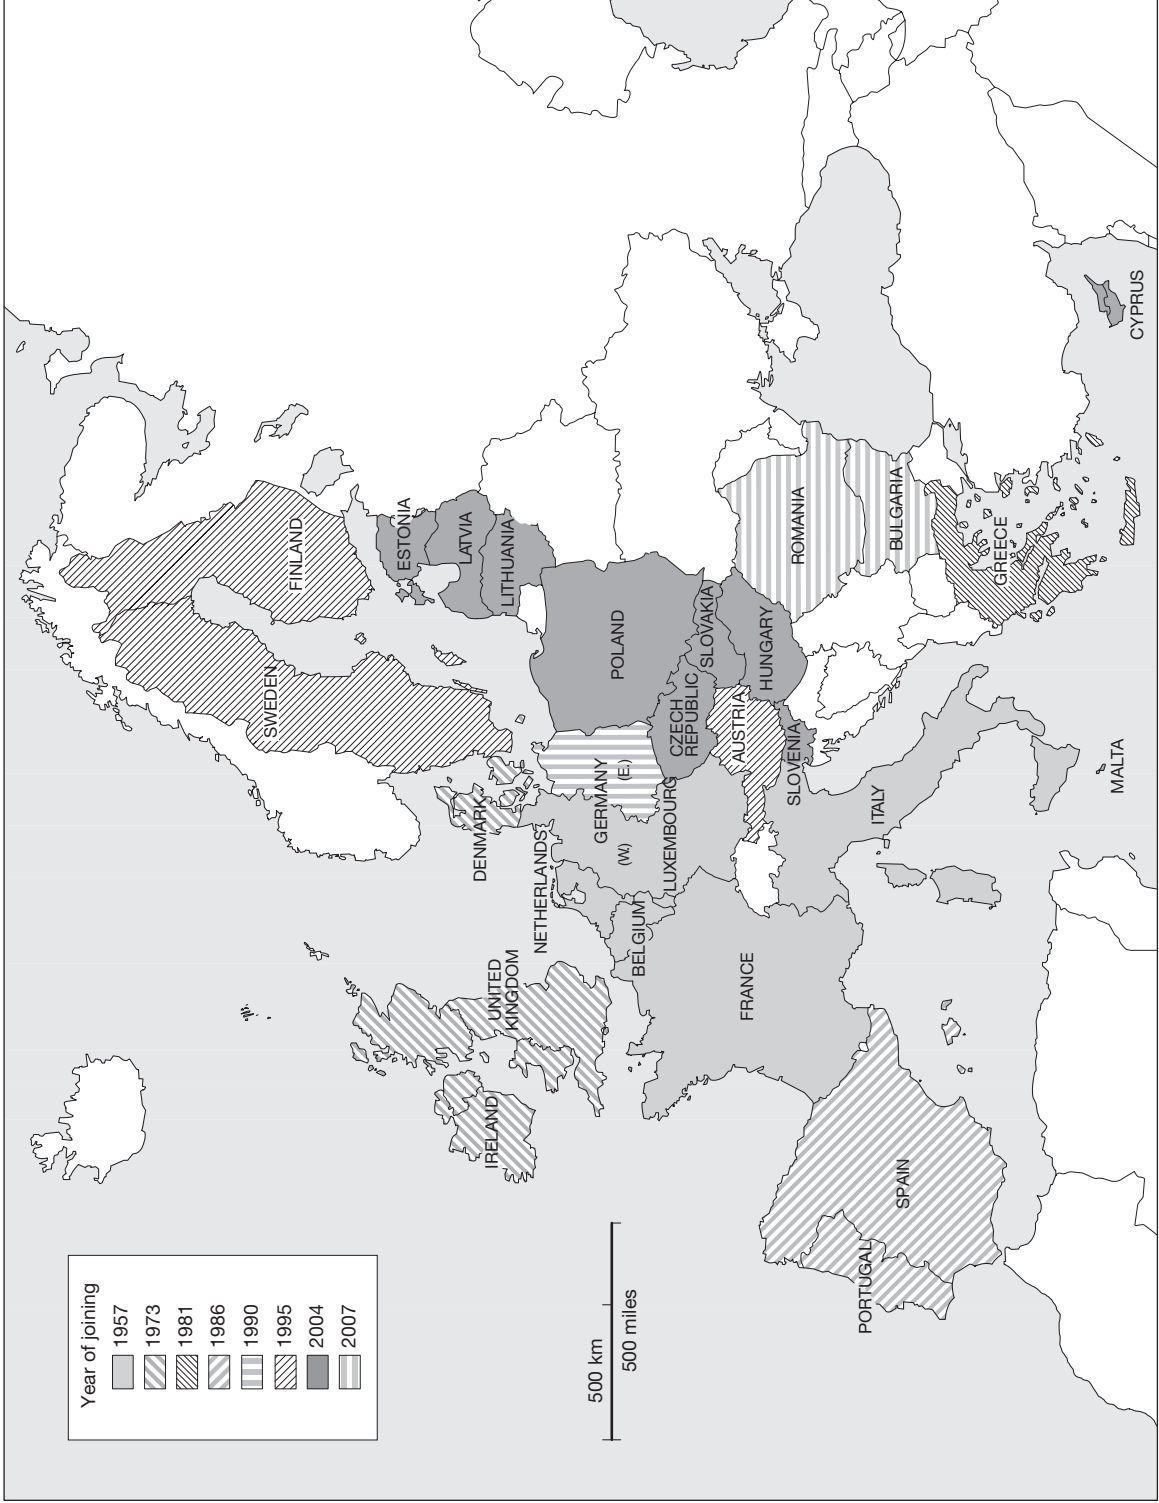 Year of joining
1957
1973
1981
1986
1990
1995
2004
2007
500 km
500 miles
FINLAND
SWEDEN
ESTONIA
LATVIA
LITHUANIA
DENMARK
IRELAND
UNITED
KINGDOM
NETHERLANDS
BELGIUM
LUXEMBOURG
GERMANY
(W.)
(E.)
POLAND
CZECH
REPUBLIC
SLOVAKIA
AUSTRIA
HUNGARY
SLOVENIA
ROMANIA
BULGARIA
FRANCE
ITALY
SPAIN
PORTUGAL
GREECE
MALTA
CYPRUS